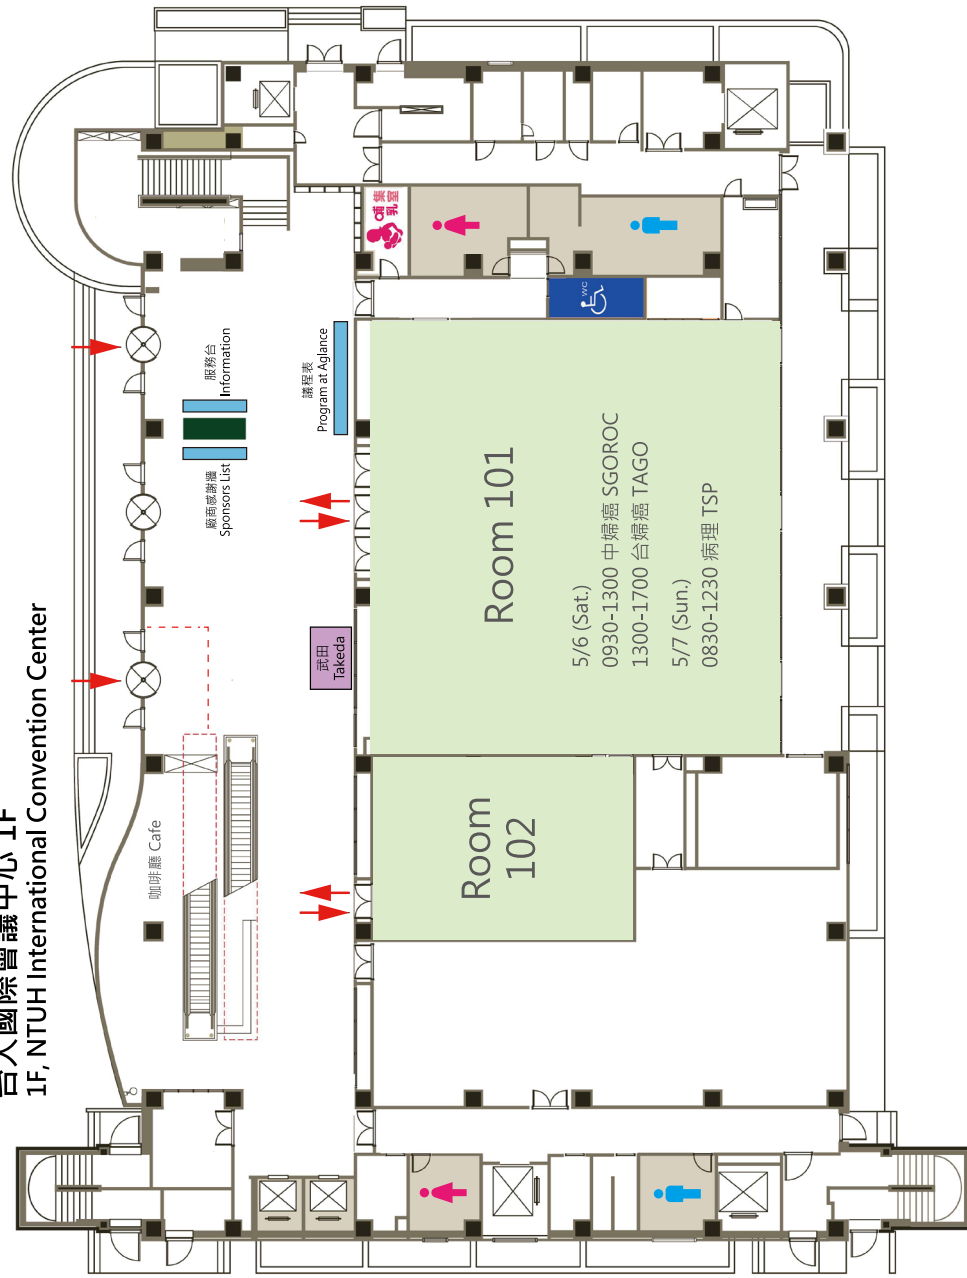 台大國際會議中心 1F
1F, NTUH International Convention Center
服務台
Information
廠商感謝牆
Sponsors List
議程表
Program at Aglance
哺集
乳室
WC
武田
Takeda
咖啡廳 Cafe
Room 101
5/6 (Sat.)
0930-1300 中婦癌 SGOROC
1300-1700 台婦癌 TAGO
5/7 (Sun.)
0830-1230 病理 TSP
Room
102